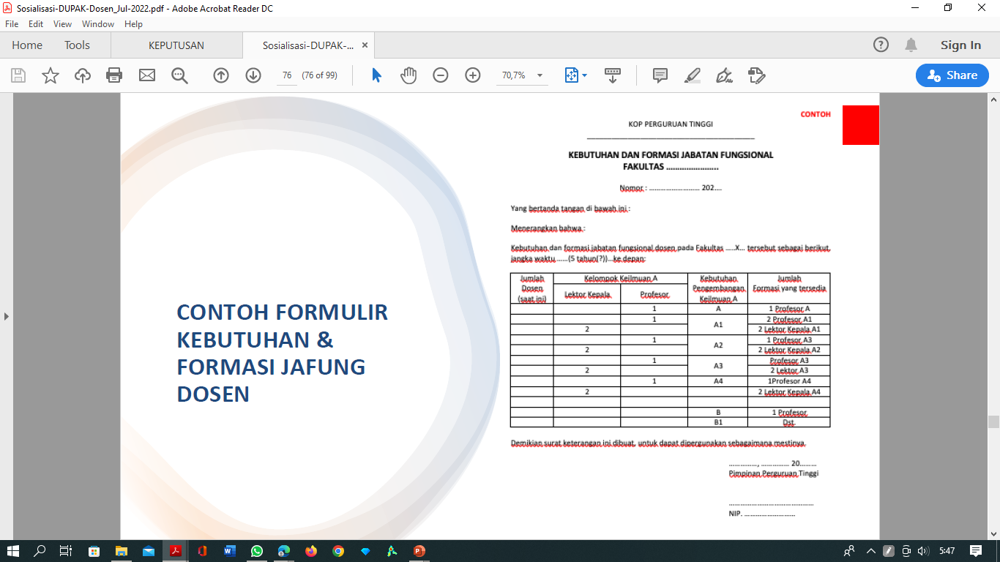 Sosialisasi-DUPAK-Dosen_Jul-2022.pdf - Adobe Acrobat Reader DC
File Edit View Window Help
Home Tools KEPUTUSAN Sosialisasi-DUPAK-... × Sign In
76 (76 of 99) 70,7% Share
CONTOH FORMULIR
KEBUTUHAN &
FORMASI JAFUNG
DOSEN
CONTOH
KOP PERGURUAN TINGGI
KEBUTUHAN DAN FORMASI JABATAN FUNGSIONAL
FAKULTAS ........................
Nomor : .......................... 202....
Yang bertanda tangan di bawah ini :
Menerangkan bahwa :
Kebutuhan dan formasi jabatan fungsional dosen pada Fakultas .....X... tersebut sebagai berikut
jangka waktu ......(5 tahun(?))...ke depan:
Jumlah Dosen (saat ini) Kelompok Keilmuan A Kebutuhan Pengembangan Keilmuan A Jumlah Formasi yang tersedia
Lektor Kepala Profesor
1 A 1 Profesor A
1 A1 2 Profesor A1
2 2 Lektor Kepala A1
1 A2 1 Profesor A3
2 2 Lektor Kepala A2
1 A3 Profesor A3
2 2 Lektor A3
1 A4 1Profesor A4
2 2 Lektor Kepala A4
B 1 Profesor
B1 Dst.
Demikian surat keterangan ini dibuat, untuk dapat dipergunakan sebagaimana mestinya.
..............., .............. 20.........
Pimpinan Perguruan Tinggi
............................................
NIP. ..........................
5:47